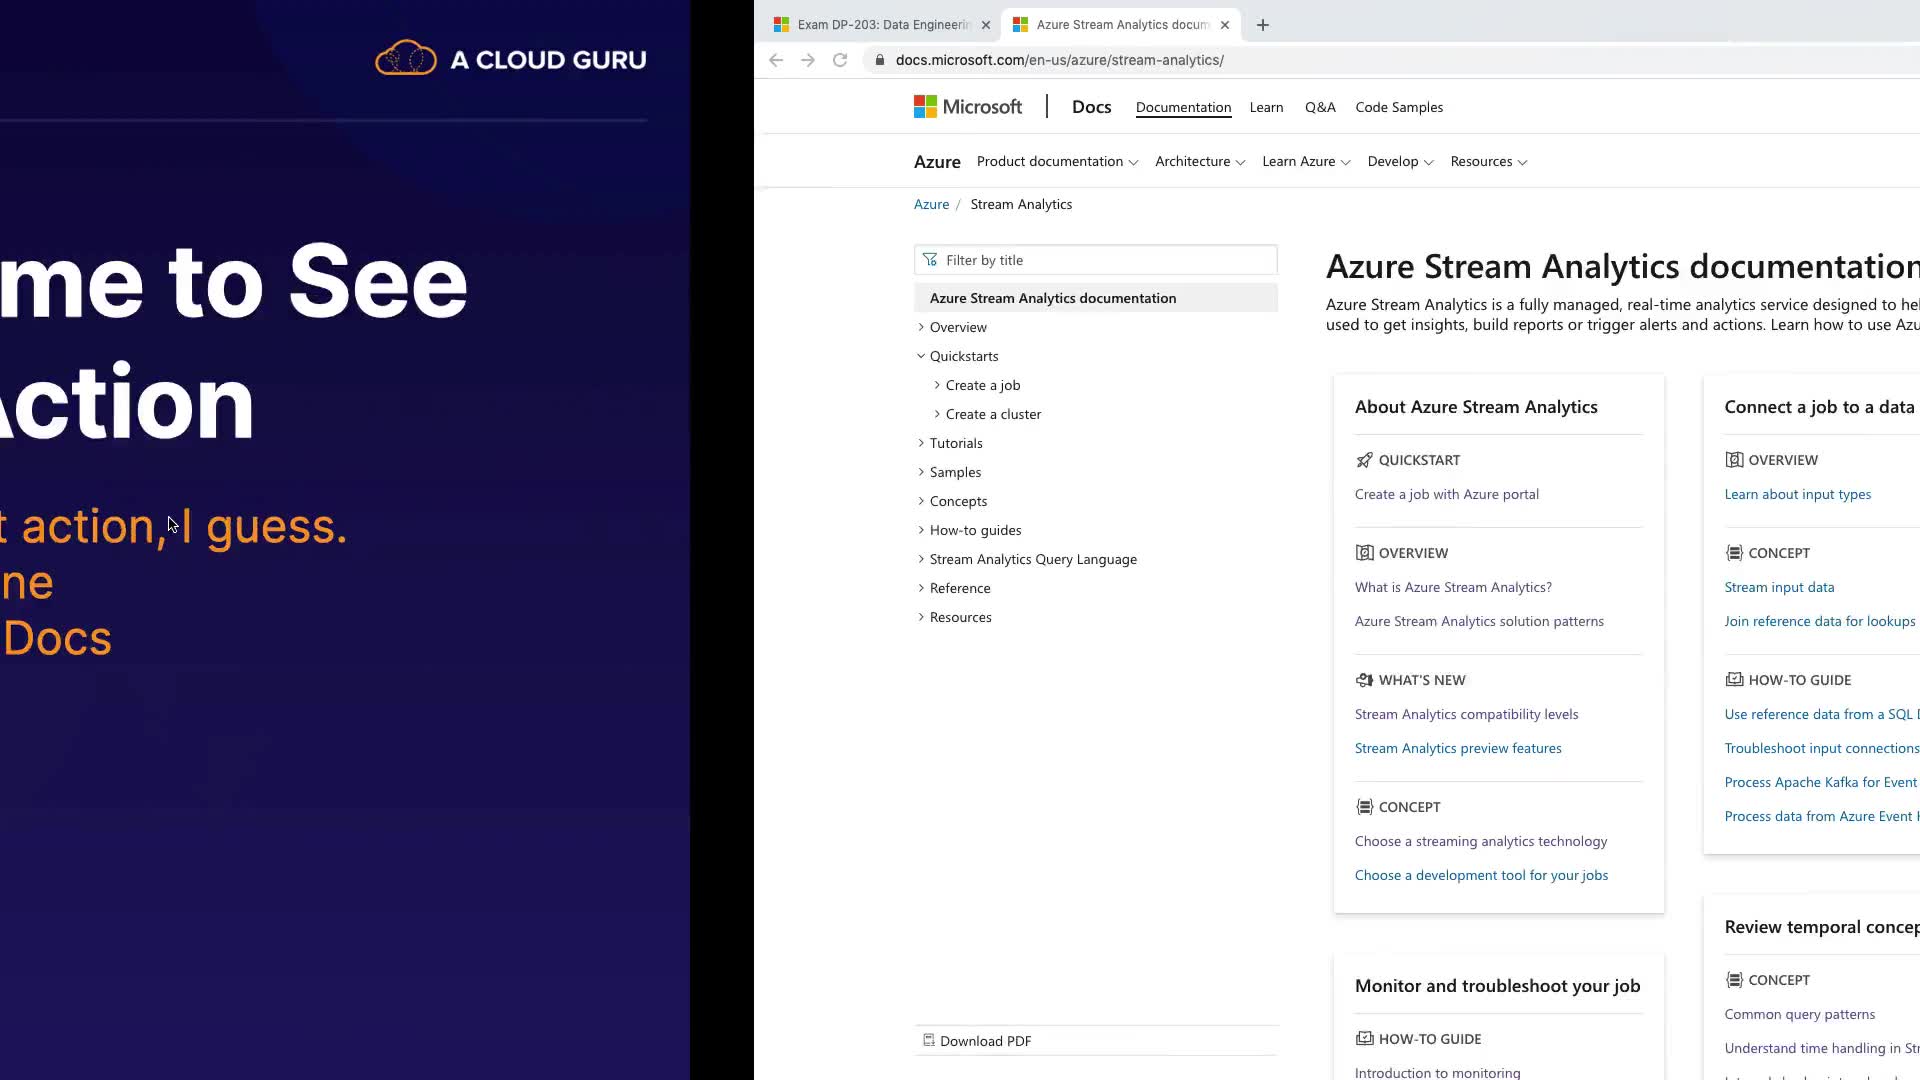 A CLOUD GURU
me to See
Action
t action, I guess.
ne
Docs
Exam DP-203: Data Engineerin
Azure Stream Analytics docum
docs.microsoft.com/en-us/azure/stream-analytics/
Microsoft
Docs
Documentation
Learn
Q&A
Code Samples
Azure
Product documentation
Architecture
Learn Azure
Develop
Resources
Azure / Stream Analytics
Filter by title
Azure Stream Analytics documentation
Overview
Quickstarts
Create a job
Create a cluster
Tutorials
Samples
Concepts
How-to guides
Stream Analytics Query Language
Reference
Resources
Download PDF
Azure Stream Analytics documentation
Azure Stream Analytics is a fully managed, real-time analytics service designed to hel
used to get insights, build reports or trigger alerts and actions. Learn how to use Azu
About Azure Stream Analytics
QUICKSTART
Create a job with Azure portal
OVERVIEW
What is Azure Stream Analytics?
Azure Stream Analytics solution patterns
WHAT'S NEW
Stream Analytics compatibility levels
Stream Analytics preview features
CONCEPT
Choose a streaming analytics technology
Choose a development tool for your jobs
Monitor and troubleshoot your job
HOW-TO GUIDE
Introduction to monitoring
Connect a job to a data
OVERVIEW
Learn about input types
CONCEPT
Stream input data
Join reference data for lookups
HOW-TO GUIDE
Use reference data from a SQL D
Troubleshoot input connections
Process Apache Kafka for Event
Process data from Azure Event H
Review temporal concep
CONCEPT
Common query patterns
Understand time handling in Str